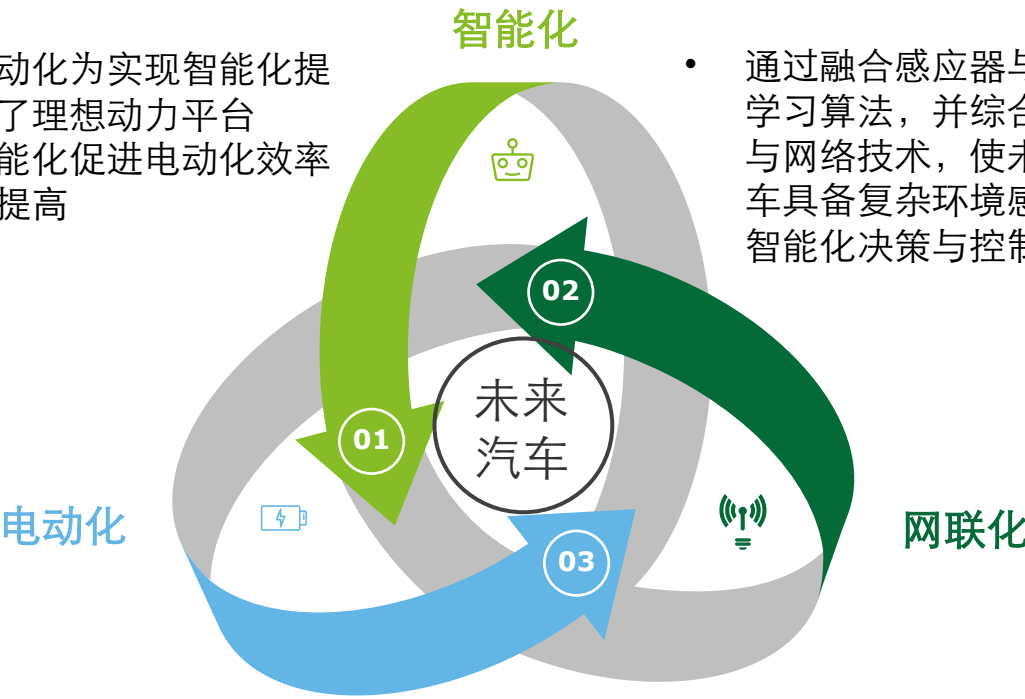 智能化
动化为实现智能化提
了理想动力平台
能化促进电动化效率
提高
• 通过融合感应器与
学习算法，并综合
与网络技术，使未
车具备复杂环境感
智能化决策与控制
02
未来
汽车
01
电动化
网联化
03